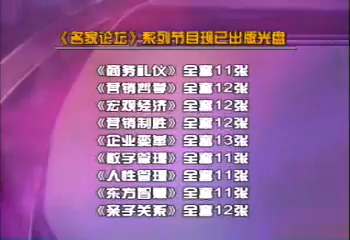 《名家论坛》系列节目现已出版光盘
《商务礼仪》全套11张
《营销哲学》全套12张
《宏观经济》全套12张
《营销制胜》全套12张
《企业变革》全套13张
《数字管理》全套11张
《人性管理》全套11张
《东方智慧》全套11张
《亲子关系》全套12张